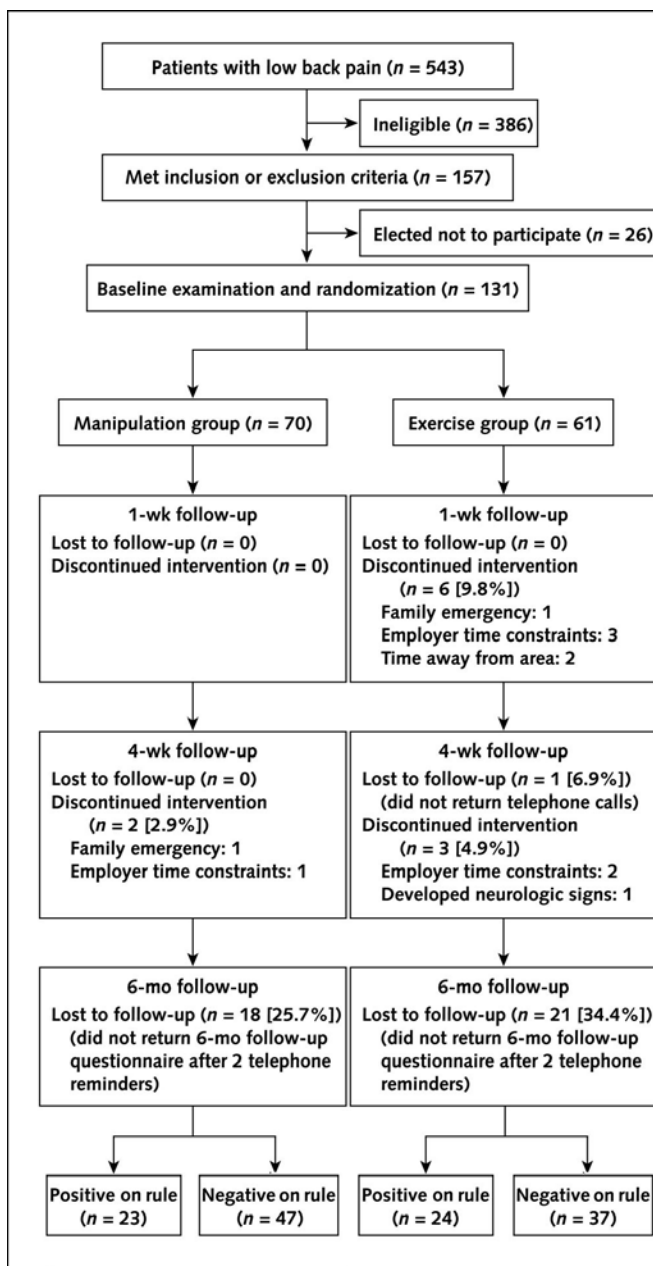 Patients with low back pain (n = 543)
Ineligible (n = 386)
Met inclusion or exclusion criteria (n = 157)
Elected not to participate (n = 26)
Baseline examination and randomization (n = 131)
Manipulation group (n = 70)
Exercise group (n = 61)
1-wk follow-up
Lost to follow-up (n = 0)
Discontinued intervention (n = 0)
1-wk follow-up
Lost to follow-up (n = 0)
Discontinued intervention
(n = 6 [9.8%])
Family emergency: 1
Employer time constraints: 3
Time away from area: 2
4-wk follow-up
Lost to follow-up (n = 0)
Discontinued intervention
(n = 2 [2.9%])
Family emergency: 1
Employer time constraints: 1
4-wk follow-up
Lost to follow-up (n = 1 [6.9%])
(did not return telephone calls)
Discontinued intervention
(n = 3 [4.9%])
Employer time constraints: 2
Developed neurologic signs: 1
6-mo follow-up
Lost to follow-up (n = 18 [25.7%])
(did not return 6-mo follow-up
questionnaire after 2 telephone
reminders)
6-mo follow-up
Lost to follow-up (n = 21 [34.4%])
(did not return 6-mo follow-up
questionnaire after 2 telephone
reminders)
Positive on rule
(n = 23)
Negative on rule
(n = 47)
Positive on rule
(n = 24)
Negative on rule
(n = 37)